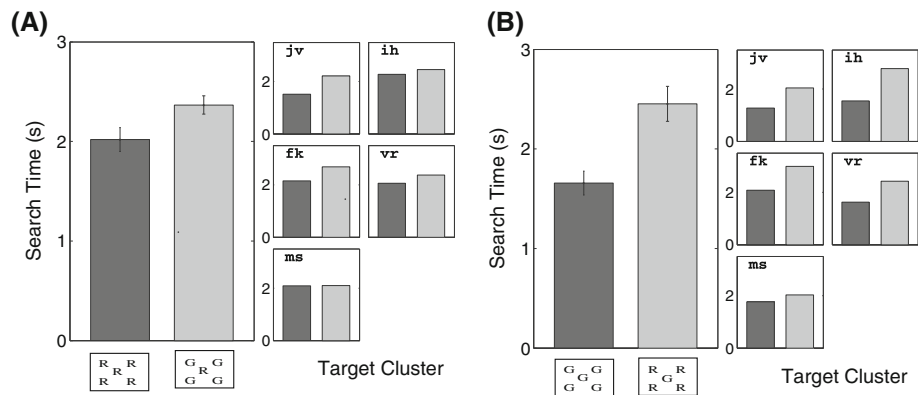 (A)
Search Time (s)
3
2
1
0
jv
2
0
ih
fk
2
0
vr
ms
2
0
R R
R
R R
G G
R
G G
Target Cluster
(B)
Search Time (s)
3
2
1
0
jv
2
0
ih
fk
2
0
vr
ms
2
0
G G
G
G G
R R
G
R R
Target Cluster